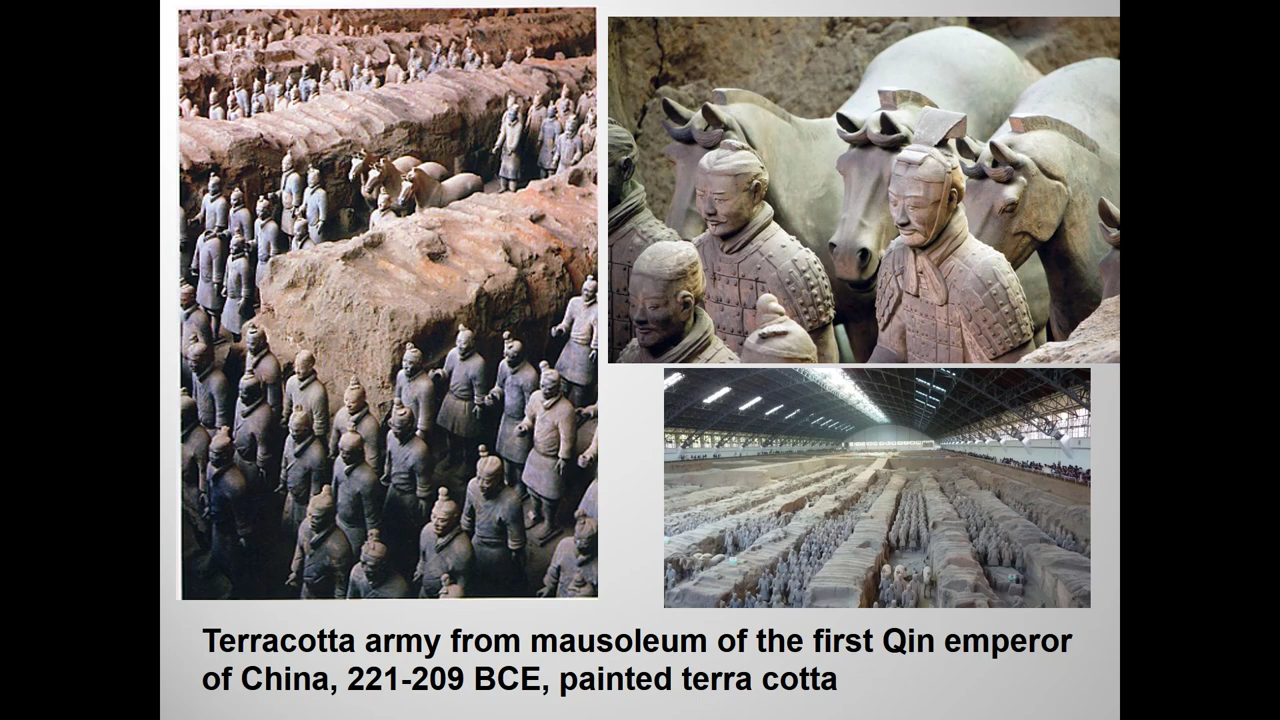 Terracotta army from mausoleum of the first Qin emperor
of China, 221-209 BCE, painted terra cotta